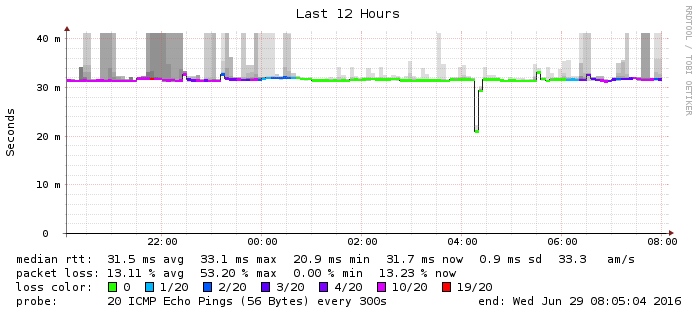 Last 12 Hours
RRDTOOL / TOBI OETIKER
Seconds
40 m
30 m
20 m
10 m
0
22:00 00:00 02:00 04:00 06:00 08:00
median rtt: 31.5 ms avg 33.1 ms max 20.9 ms min 31.7 ms now 0.9 ms sd 33.3 am/s
packet loss: 13.11 % avg 53.20 % max 0.00 % min 13.23 % now
loss color: 0 1/20 2/20 3/20 4/20 10/20 19/20
probe: 20 ICMP Echo Pings (56 Bytes) every 300s end: Wed Jun 29 08:05:04 2016